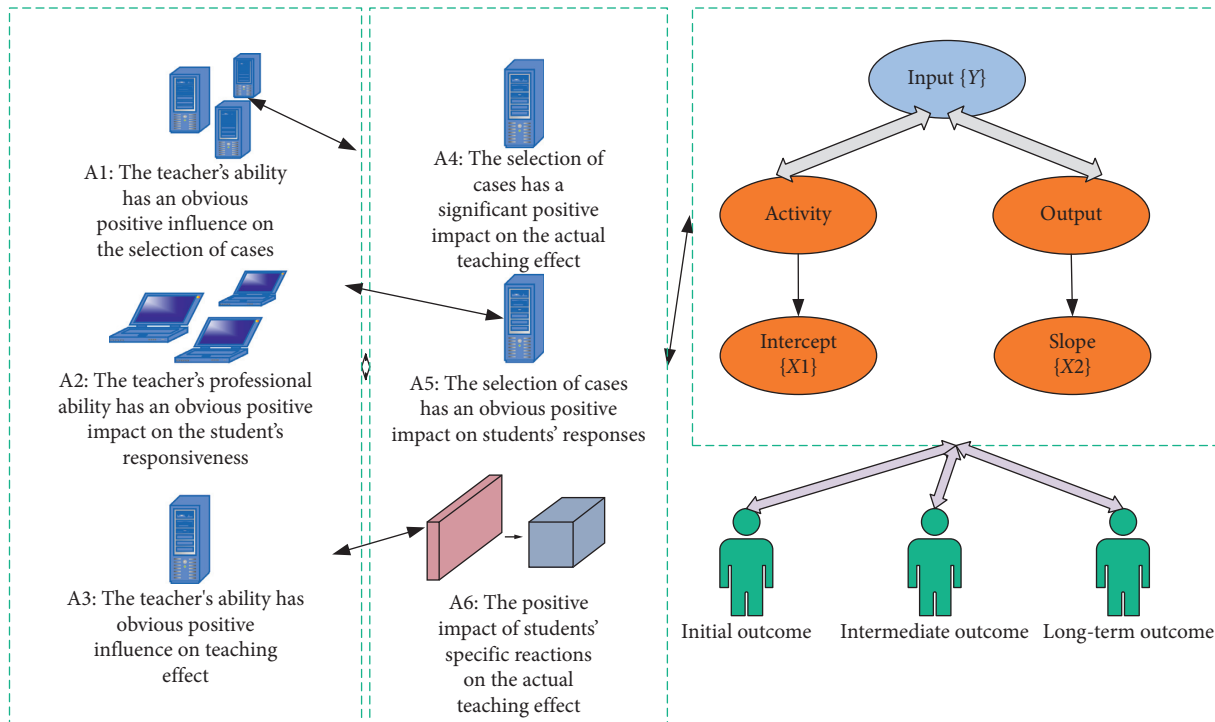 A1: The teacher’s ability
has an obvious
positive influence on
the selection of cases
A2: The teacher’s professional
ability has an obvious positive
impact on the student’s
responsiveness
A3: The teacher's ability has
obvious positive
influence on teaching
effect
A4: The selection of
cases has a
significant positive
impact on the actual
teaching effect
A5: The selection of cases
has an obvious positive
impact on students’ responses
A6: The positive
impact of students’
specific reactions
on the actual
teaching effect
Input {Y}
Activity
Output
Intercept
{X1}
Slope
{X2}
Initial outcome
Intermediate outcome
Long-term outcome